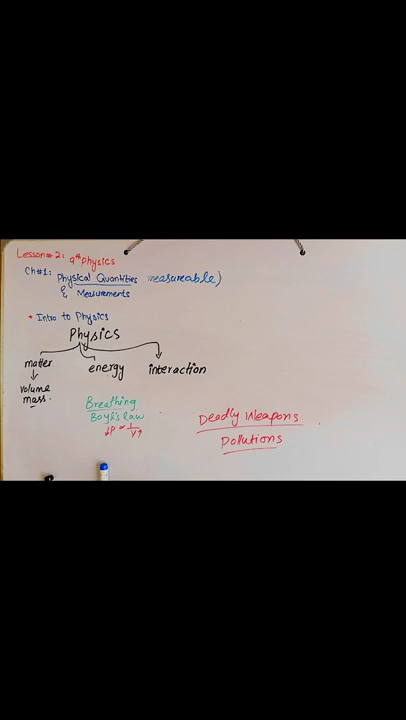 Lesson# 2: 9th Physics
Ch#1: Physical Quantities measureable)
& Measurements
* Intro to Physics
Physics
matter energy interaction
volume
mass.
Breathing
Boyl's law
↓P ∝ 1/V↑
Deadly Weapons
Pollutions